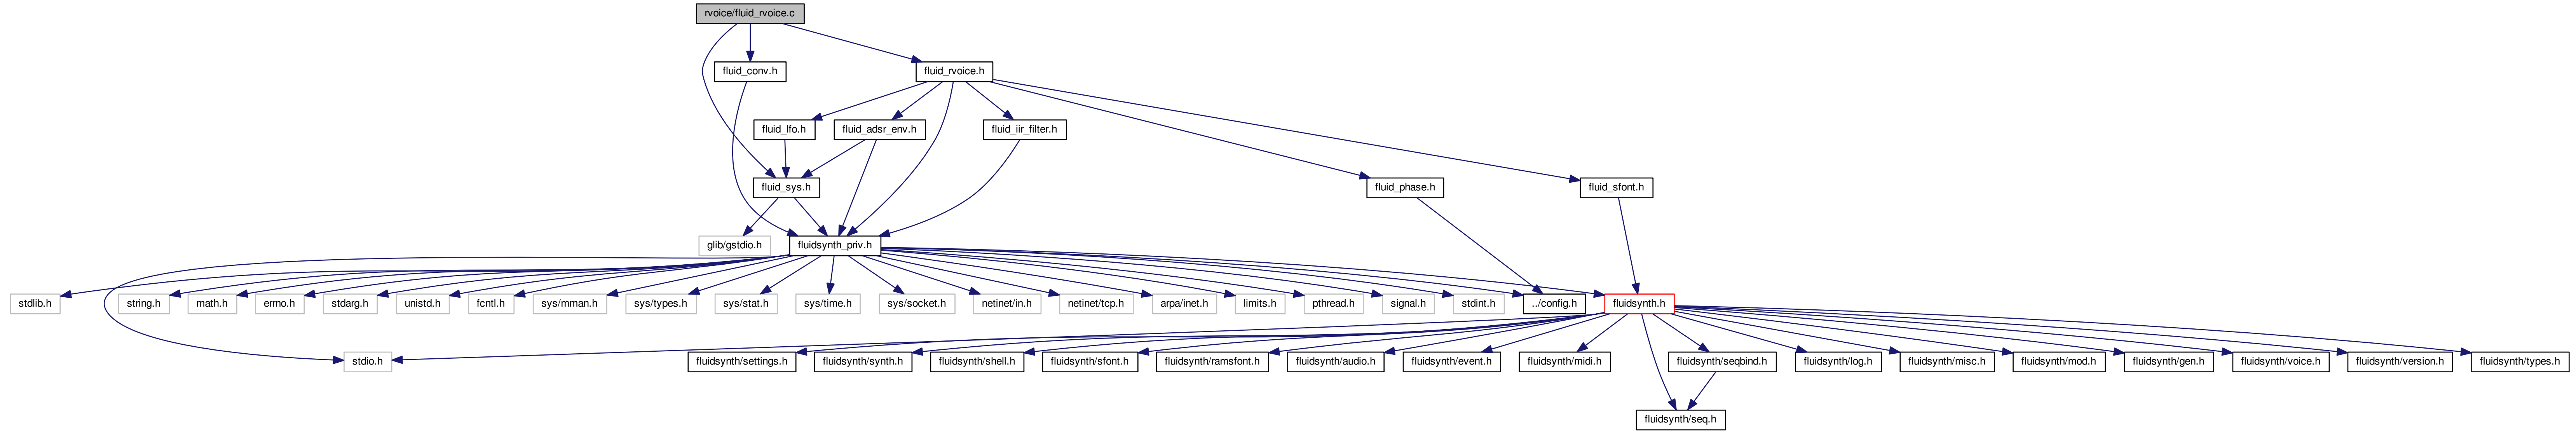 rvoice/fluid_rvoice.c
fluid_conv.h
fluid_rvoice.h
fluid_lfo.h
fluid_adsr_env.h
fluid_iir_filter.h
fluid_sys.h
fluid_phase.h
fluid_sfont.h
glib/gstdio.h
fluidsynth_priv.h
stdlib.h
string.h
math.h
errno.h
stdarg.h
unistd.h
fcntl.h
sys/mman.h
sys/types.h
sys/stat.h
sys/time.h
sys/socket.h
netinet/in.h
netinet/tcp.h
arpa/inet.h
limits.h
pthread.h
signal.h
stdint.h
../config.h
fluidsynth.h
stdio.h
fluidsynth/settings.h
fluidsynth/synth.h
fluidsynth/shell.h
fluidsynth/sfont.h
fluidsynth/ramsfont.h
fluidsynth/audio.h
fluidsynth/event.h
fluidsynth/midi.h
fluidsynth/seqbind.h
fluidsynth/log.h
fluidsynth/misc.h
fluidsynth/mod.h
fluidsynth/gen.h
fluidsynth/voice.h
fluidsynth/version.h
fluidsynth/types.h
fluidsynth/seq.h